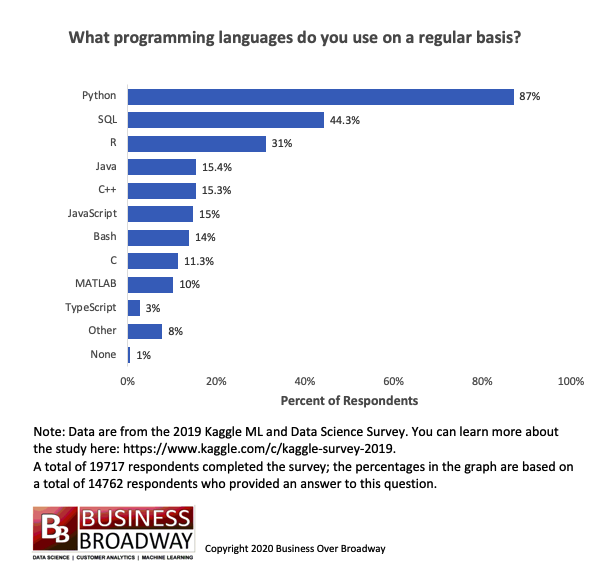 What programming languages do you use on a regular basis?
Python 87%
SQL 44.3%
R 31%
Java 15.4%
C++ 15.3%
JavaScript 15%
Bash 14%
C 11.3%
MATLAB 10%
TypeScript 3%
Other 8%
None 1%
0% 20% 40% 60% 80% 100%
Percent of Respondents
Note: Data are from the 2019 Kaggle ML and Data Science Survey. You can learn more about
the study here: https://www.kaggle.com/c/kaggle-survey-2019.
A total of 19717 respondents completed the survey; the percentages in the graph are based on
a total of 14762 respondents who provided an answer to this question.
BB BUSINESS
BROADWAY
DATA SCIENCE | CUSTOMER ANALYTICS | MACHINE LEARNING
Copyright 2020 Business Over Broadway